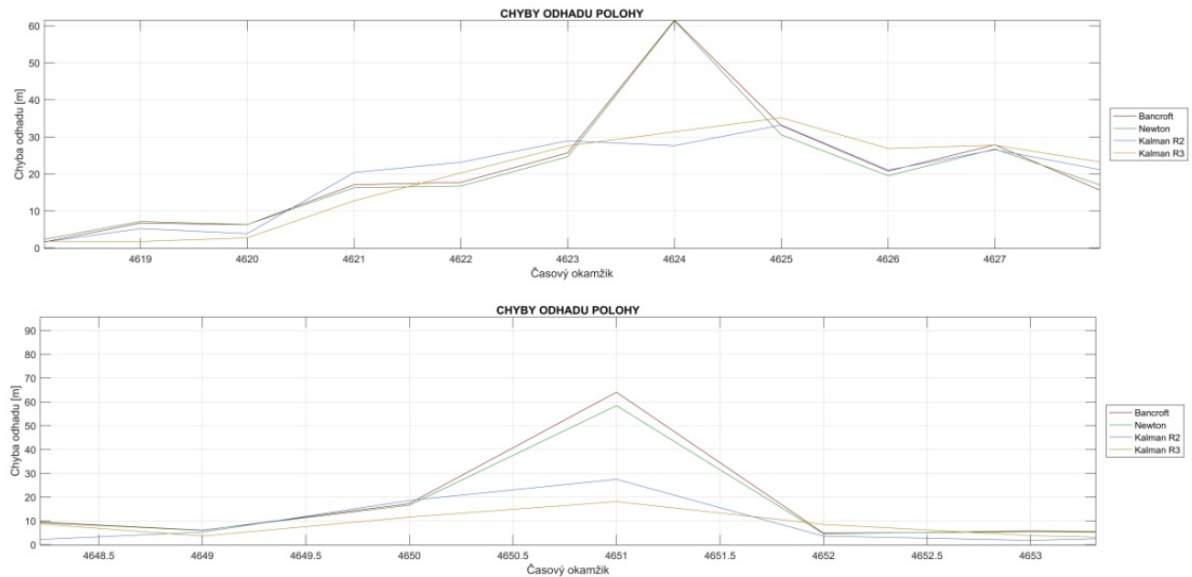 CHYBY ODHADU POLOHY
60
50
40
30
20
10
0
Chyba odhadu [m]
4619 4620 4621 4622 4623 4624 4625 4626 4627
Časový okamžik
Bancroft
Newton
Kalman R2
Kalman R3
CHYBY ODHADU POLOHY
90
80
70
60
50
40
30
20
10
0
Chyba odhadu [m]
4648.5 4649 4649.5 4650 4650.5 4651 4651.5 4652 4652.5 4653
Časový okamžik
Bancroft
Newton
Kalman R2
Kalman R3